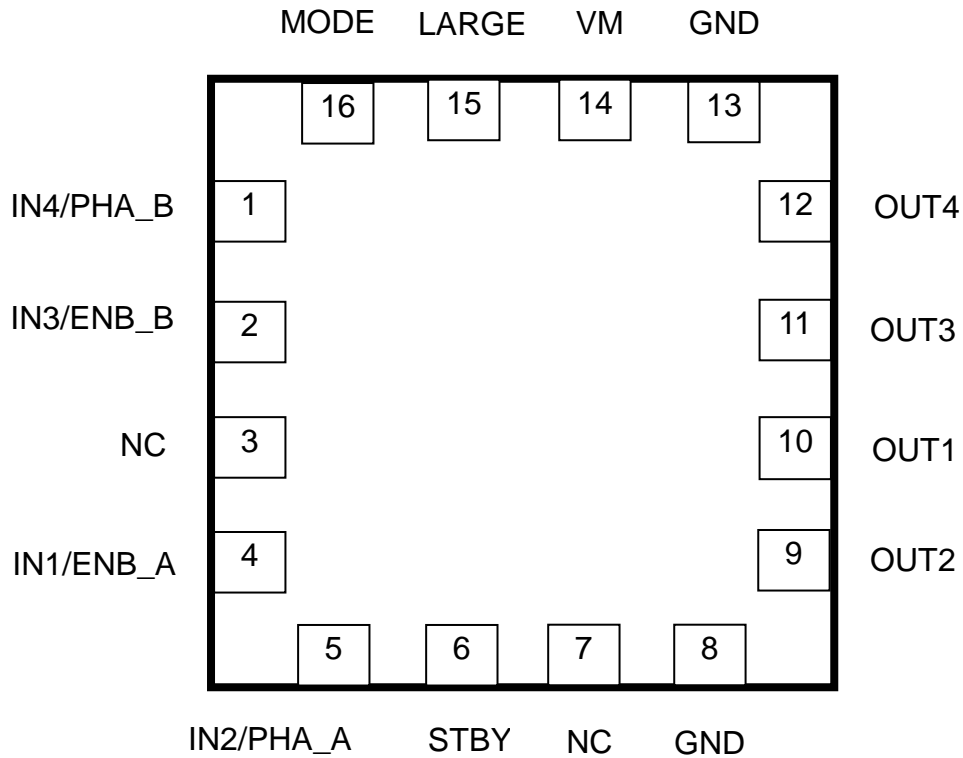 MODE LARGE VM GND
16 15 14 13
IN4/PHA_B 1 12 OUT4
IN3/ENB_B 2 11 OUT3
NC 3 10 OUT1
IN1/ENB_A 4 9 OUT2
5 6 7 8
IN2/PHA_A STBY NC GND